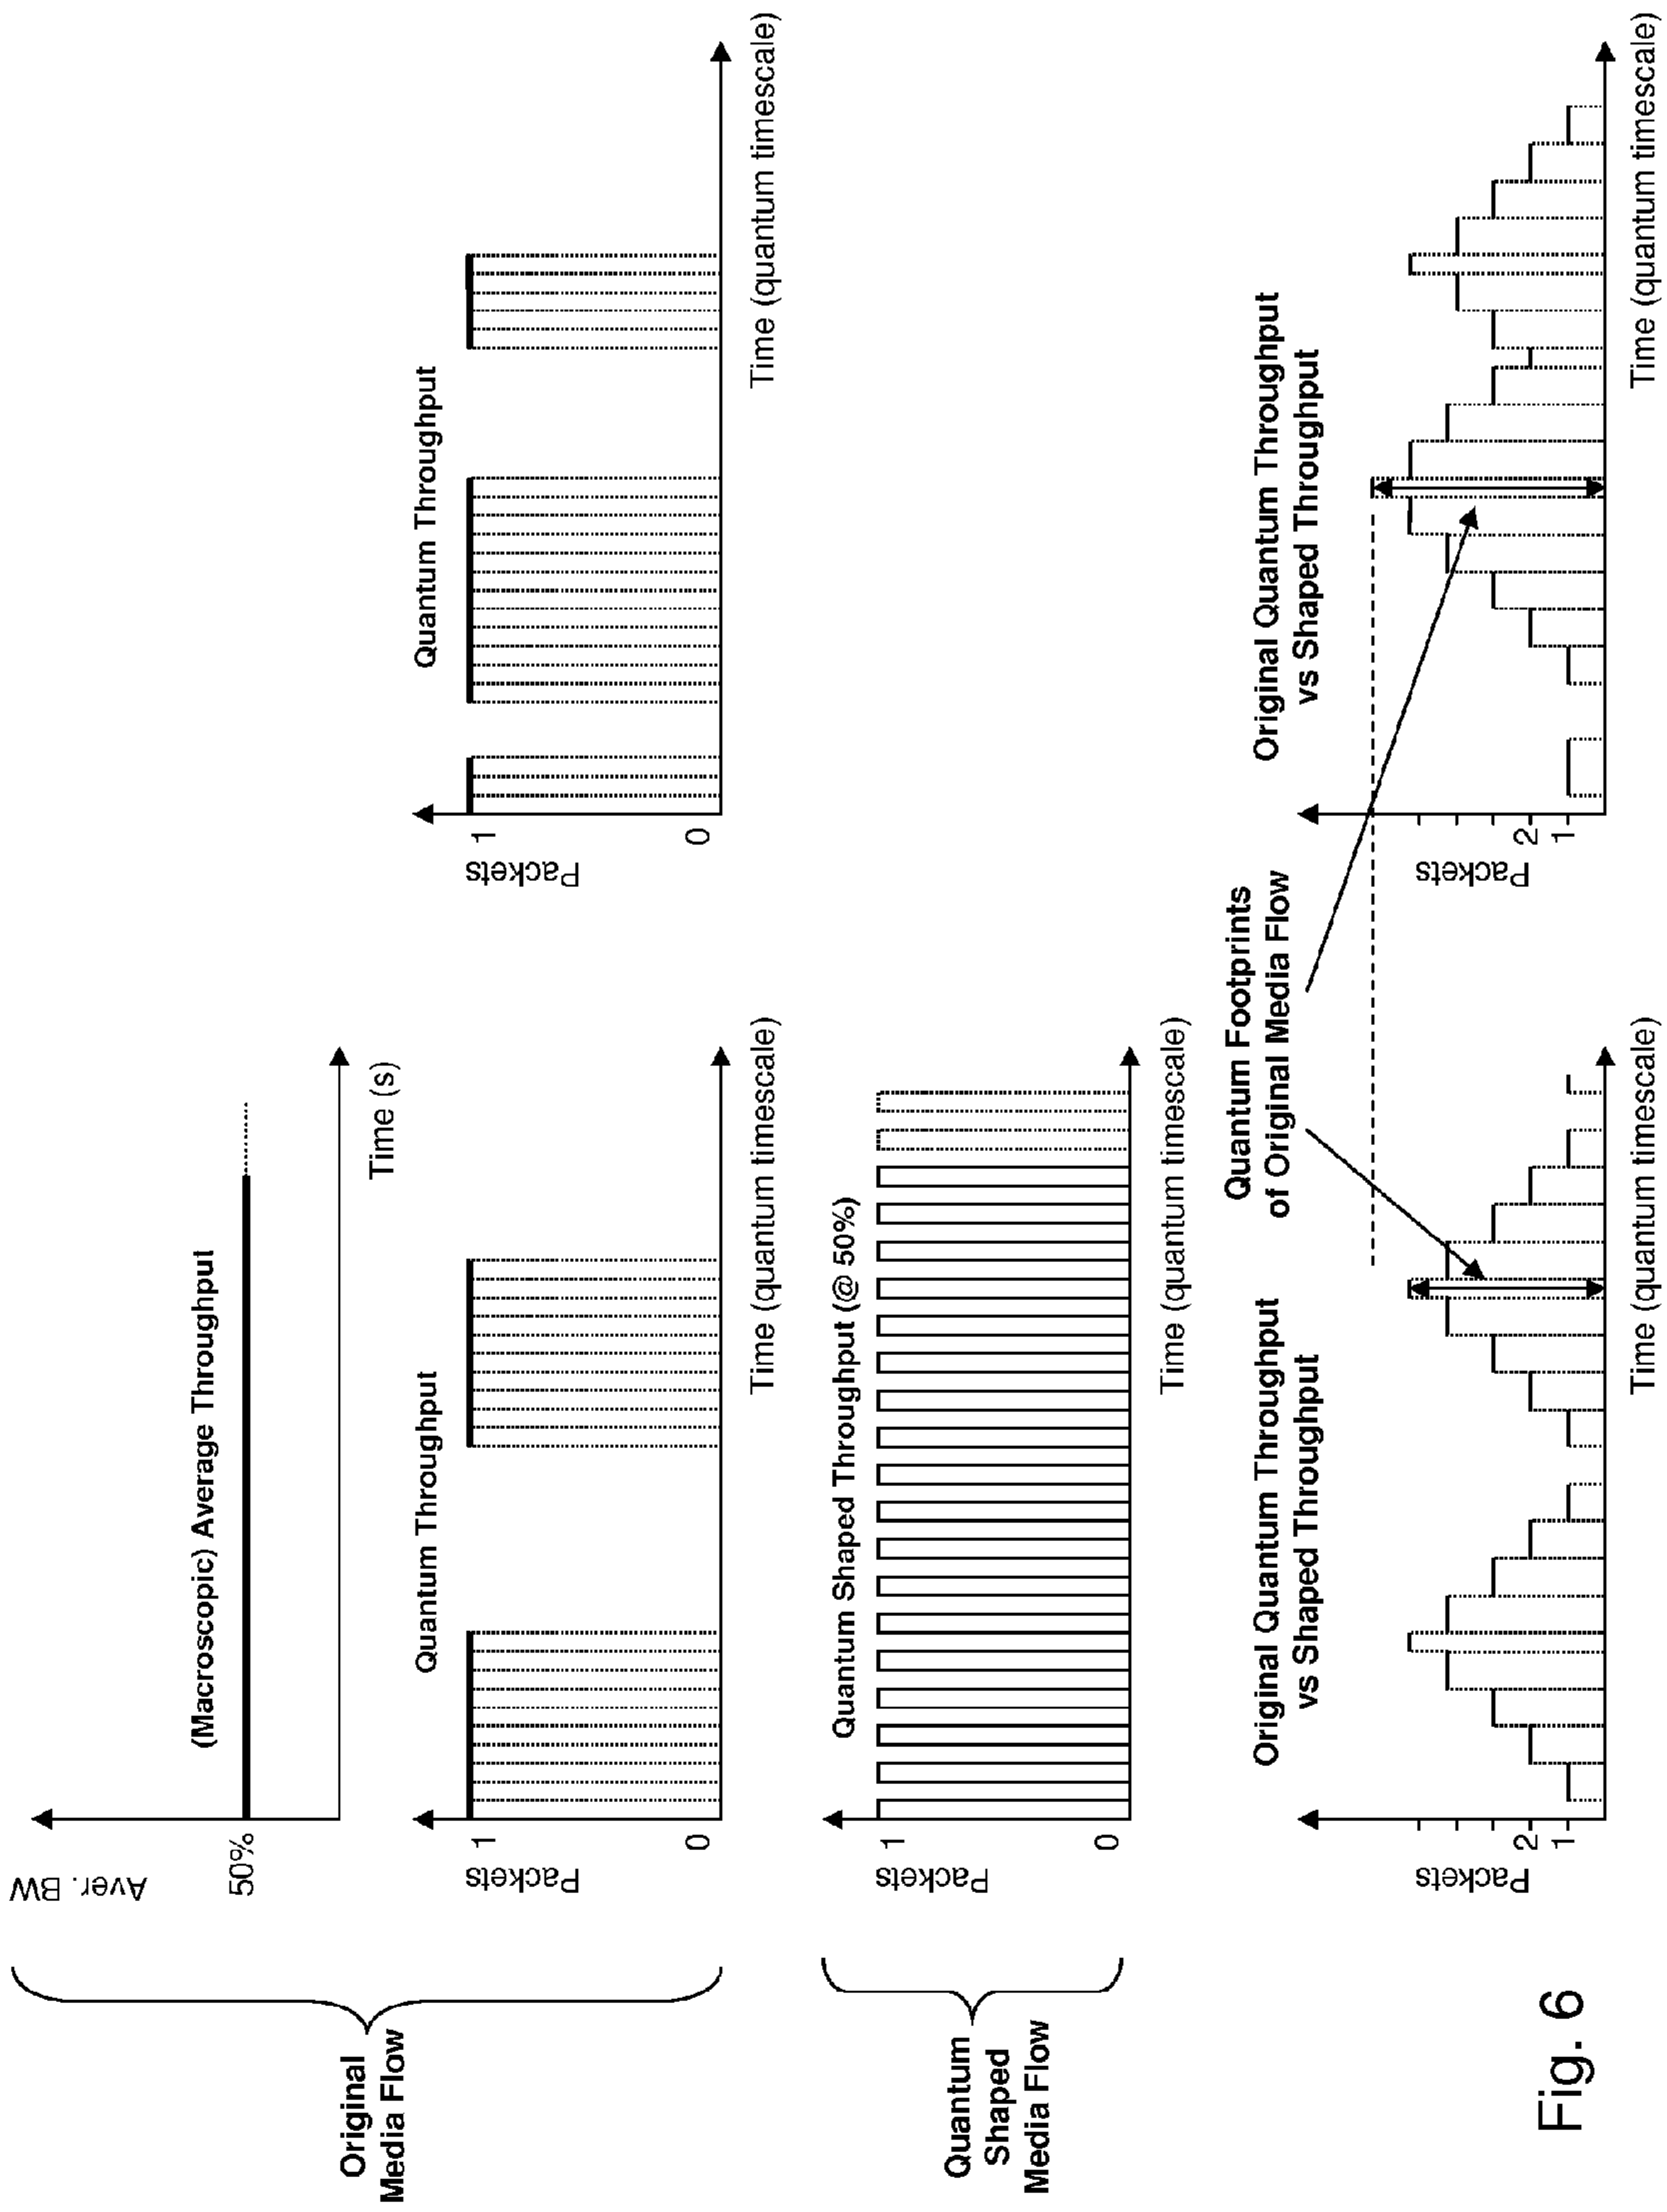 Aver. BW
50%
(Macroscopic) Average Throughput
Time (s)
Original
Media Flow
Packets
1
0
Quantum Throughput
Time (quantum timescale)
Packets
1
0
Quantum Throughput
Time (quantum timescale)
Quantum
Shaped
Media Flow
Packets
1
0
Quantum Shaped Throughput (@ 50%)
Time (quantum timescale)
Packets
2
1
Original Quantum Throughput
vs Shaped Throughput
Time (quantum timescale)
Quantum Footprints
of Original Media Flow
Packets
2
1
Original Quantum Throughput
vs Shaped Throughput
Time (quantum timescale)
Fig. 6